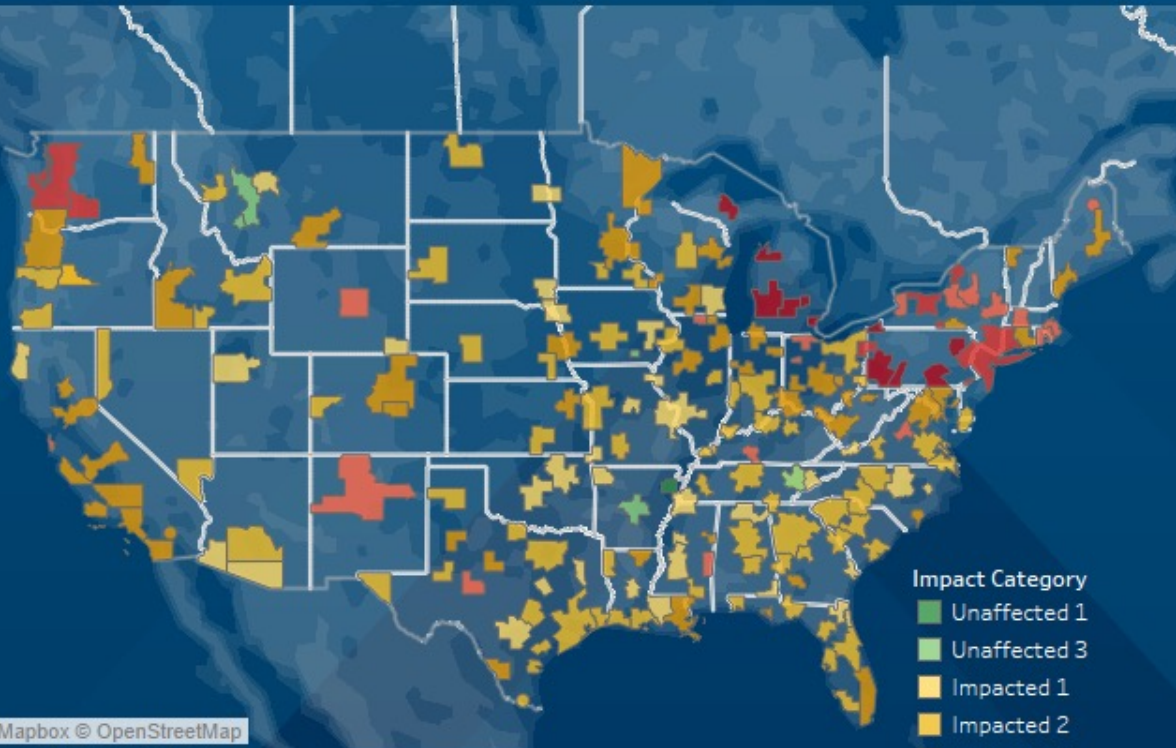 Impact Category
Unaffected 1
Unaffected 3
Impacted 1
Impacted 2
Mapbox © OpenStreetMap